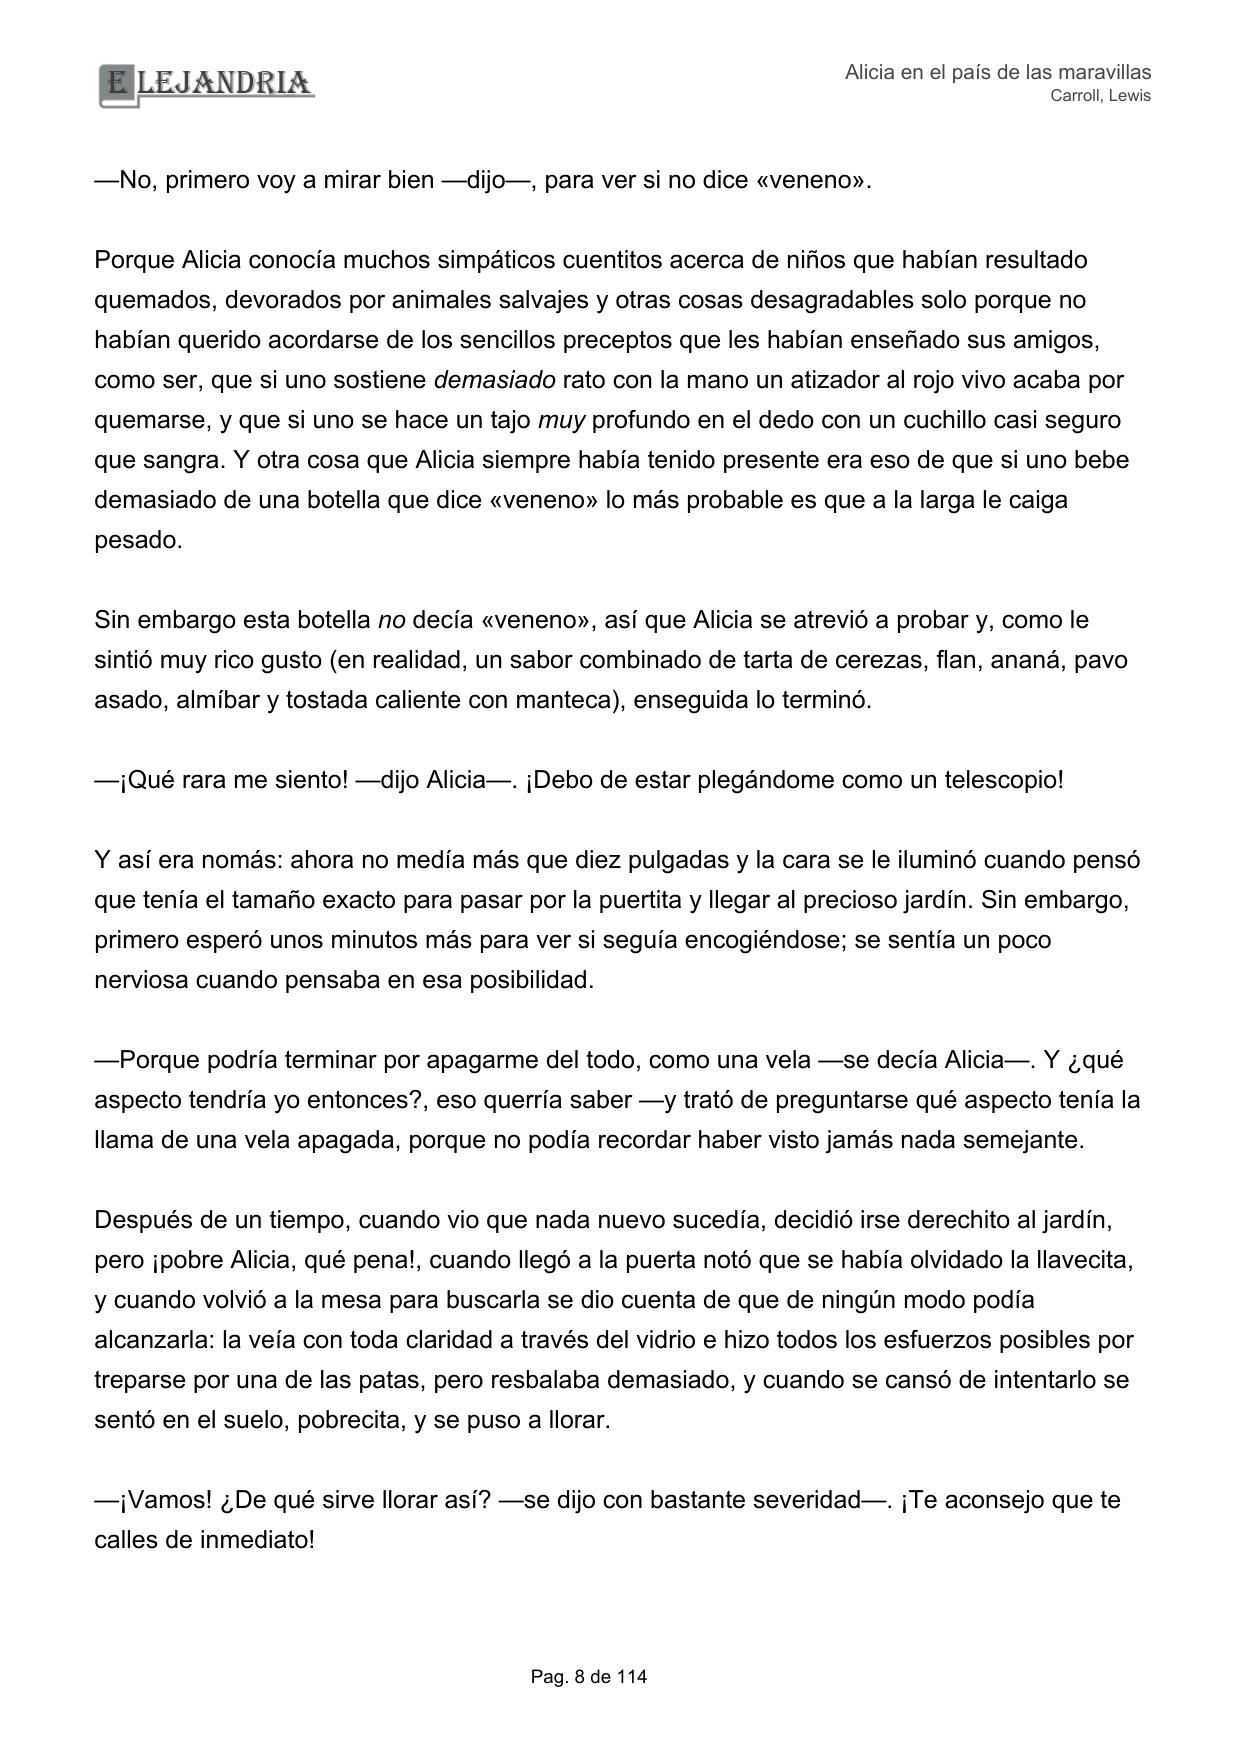 ELEJANDRIA
Alicia en el país de las maravillas
Carroll, Lewis
—No, primero voy a mirar bien —dijo—, para ver si no dice «veneno».
Porque Alicia conocía muchos simpáticos cuentitos acerca de niños que habían resultado
quemados, devorados por animales salvajes y otras cosas desagradables solo porque no
habían querido acordarse de los sencillos preceptos que les habían enseñado sus amigos,
como ser, que si uno sostiene demasiado rato con la mano un atizador al rojo vivo acaba por
quemarse, y que si uno se hace un tajo muy profundo en el dedo con un cuchillo casi seguro
que sangra. Y otra cosa que Alicia siempre había tenido presente era eso de que si uno bebe
demasiado de una botella que dice «veneno» lo más probable es que a la larga le caiga
pesado.
Sin embargo esta botella no decía «veneno», así que Alicia se atrevió a probar y, como le
sintió muy rico gusto (en realidad, un sabor combinado de tarta de cerezas, flan, ananá, pavo
asado, almíbar y tostada caliente con manteca), enseguida lo terminó.
—¡Qué rara me siento! —dijo Alicia—. ¡Debo de estar plegándome como un telescopio!
Y así era nomás: ahora no medía más que diez pulgadas y la cara se le iluminó cuando pensó
que tenía el tamaño exacto para pasar por la puertita y llegar al precioso jardín. Sin embargo,
primero esperó unos minutos más para ver si seguía encogiéndose; se sentía un poco
nerviosa cuando pensaba en esa posibilidad.
—Porque podría terminar por apagarme del todo, como una vela —se decía Alicia—. Y ¿qué
aspecto tendría yo entonces?, eso querría saber —y trató de preguntarse qué aspecto tenía la
llama de una vela apagada, porque no podía recordar haber visto jamás nada semejante.
Después de un tiempo, cuando vio que nada nuevo sucedía, decidió irse derechito al jardín,
pero ¡pobre Alicia, qué pena!, cuando llegó a la puerta notó que se había olvidado la llavecita,
y cuando volvió a la mesa para buscarla se dio cuenta de que de ningún modo podía
alcanzarla: la veía con toda claridad a través del vidrio e hizo todos los esfuerzos posibles por
treparse por una de las patas, pero resbalaba demasiado, y cuando se cansó de intentarlo se
sentó en el suelo, pobrecita, y se puso a llorar.
—¡Vamos! ¿De qué sirve llorar así? —se dijo con bastante severidad—. ¡Te aconsejo que te
calles de inmediato!
Pag. 8 de 114